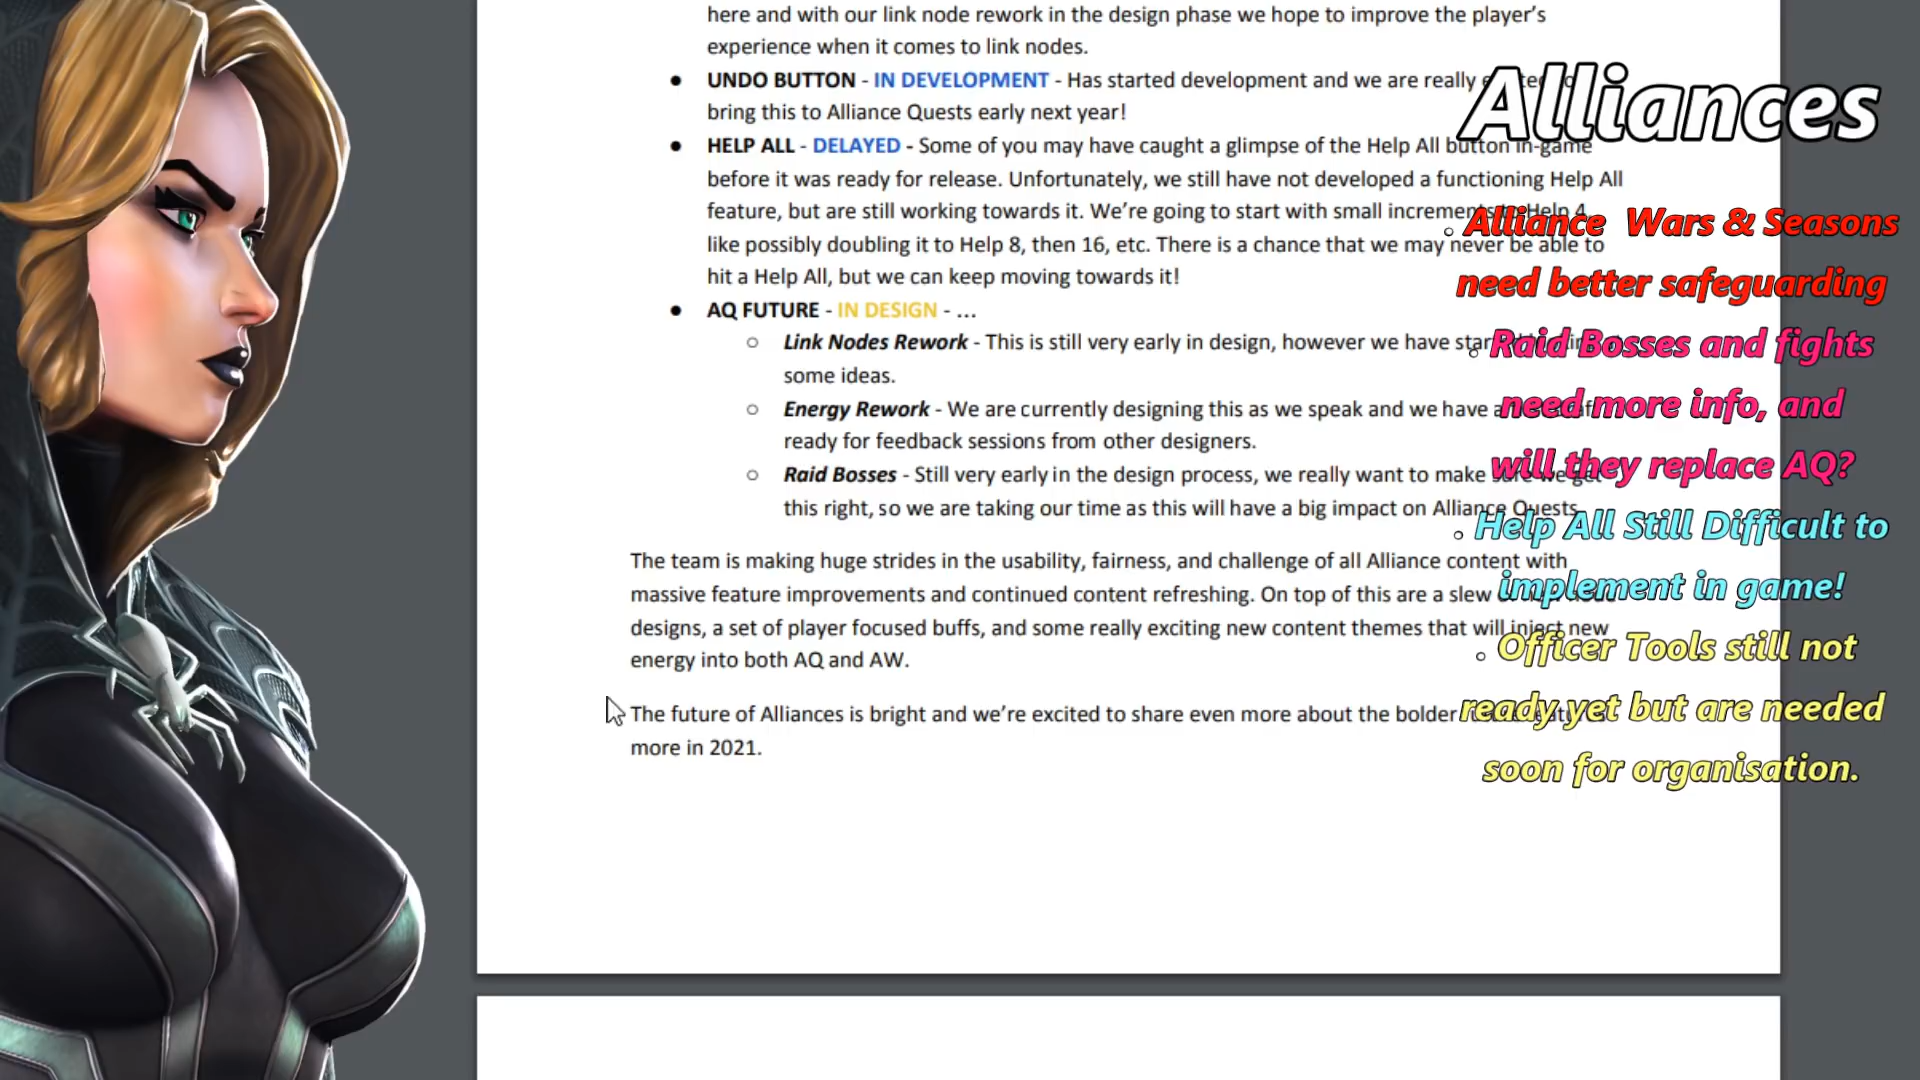 here and with our link node rework in the design phase we hope to improve the player's
experience when it comes to link nodes.
● UNDO BUTTON - IN DEVELOPMENT - Has started development and we are really
bring this to Alliance Quests early next year!
● HELP ALL - DELAYED - Some of you may have caught a glimpse of the Help All button in-game
before it was ready for release. Unfortunately, we still have not developed a functioning Help All
feature, but are still working towards it. We're going to start with small increments to Help 4,
like possibly doubling it to Help 8, then 16, etc. There is a chance that we may never be able to
hit a Help All, but we can keep moving towards it!
● AQ FUTURE - IN DESIGN - ...
○ Link Nodes Rework - This is still very early in design, however we have
some ideas.
○ Energy Rework - We are currently designing this as we speak and we have
ready for feedback sessions from other designers.
○ Raid Bosses - Still very early in the design process, we really want to make sure we get
this right, so we are taking our time as this will have a big impact on Alliance Quests.
The team is making huge strides in the usability, fairness, and challenge of all Alliance content with
massive feature improvements and continued content refreshing. On top of this are a slew
designs, a set of player focused buffs, and some really exciting new content themes that will inject new
energy into both AQ and AW.
The future of Alliances is bright and we're excited to share even more about the bolder
more in 2021.
Alliances
Alliance Wars & Seasons
need better safeguarding
Raid Bosses and fights
need more info, and
will they replace AQ?
Help All Still Difficult to
implement in game!
Officer Tools still not
ready yet but are needed
soon for organisation.